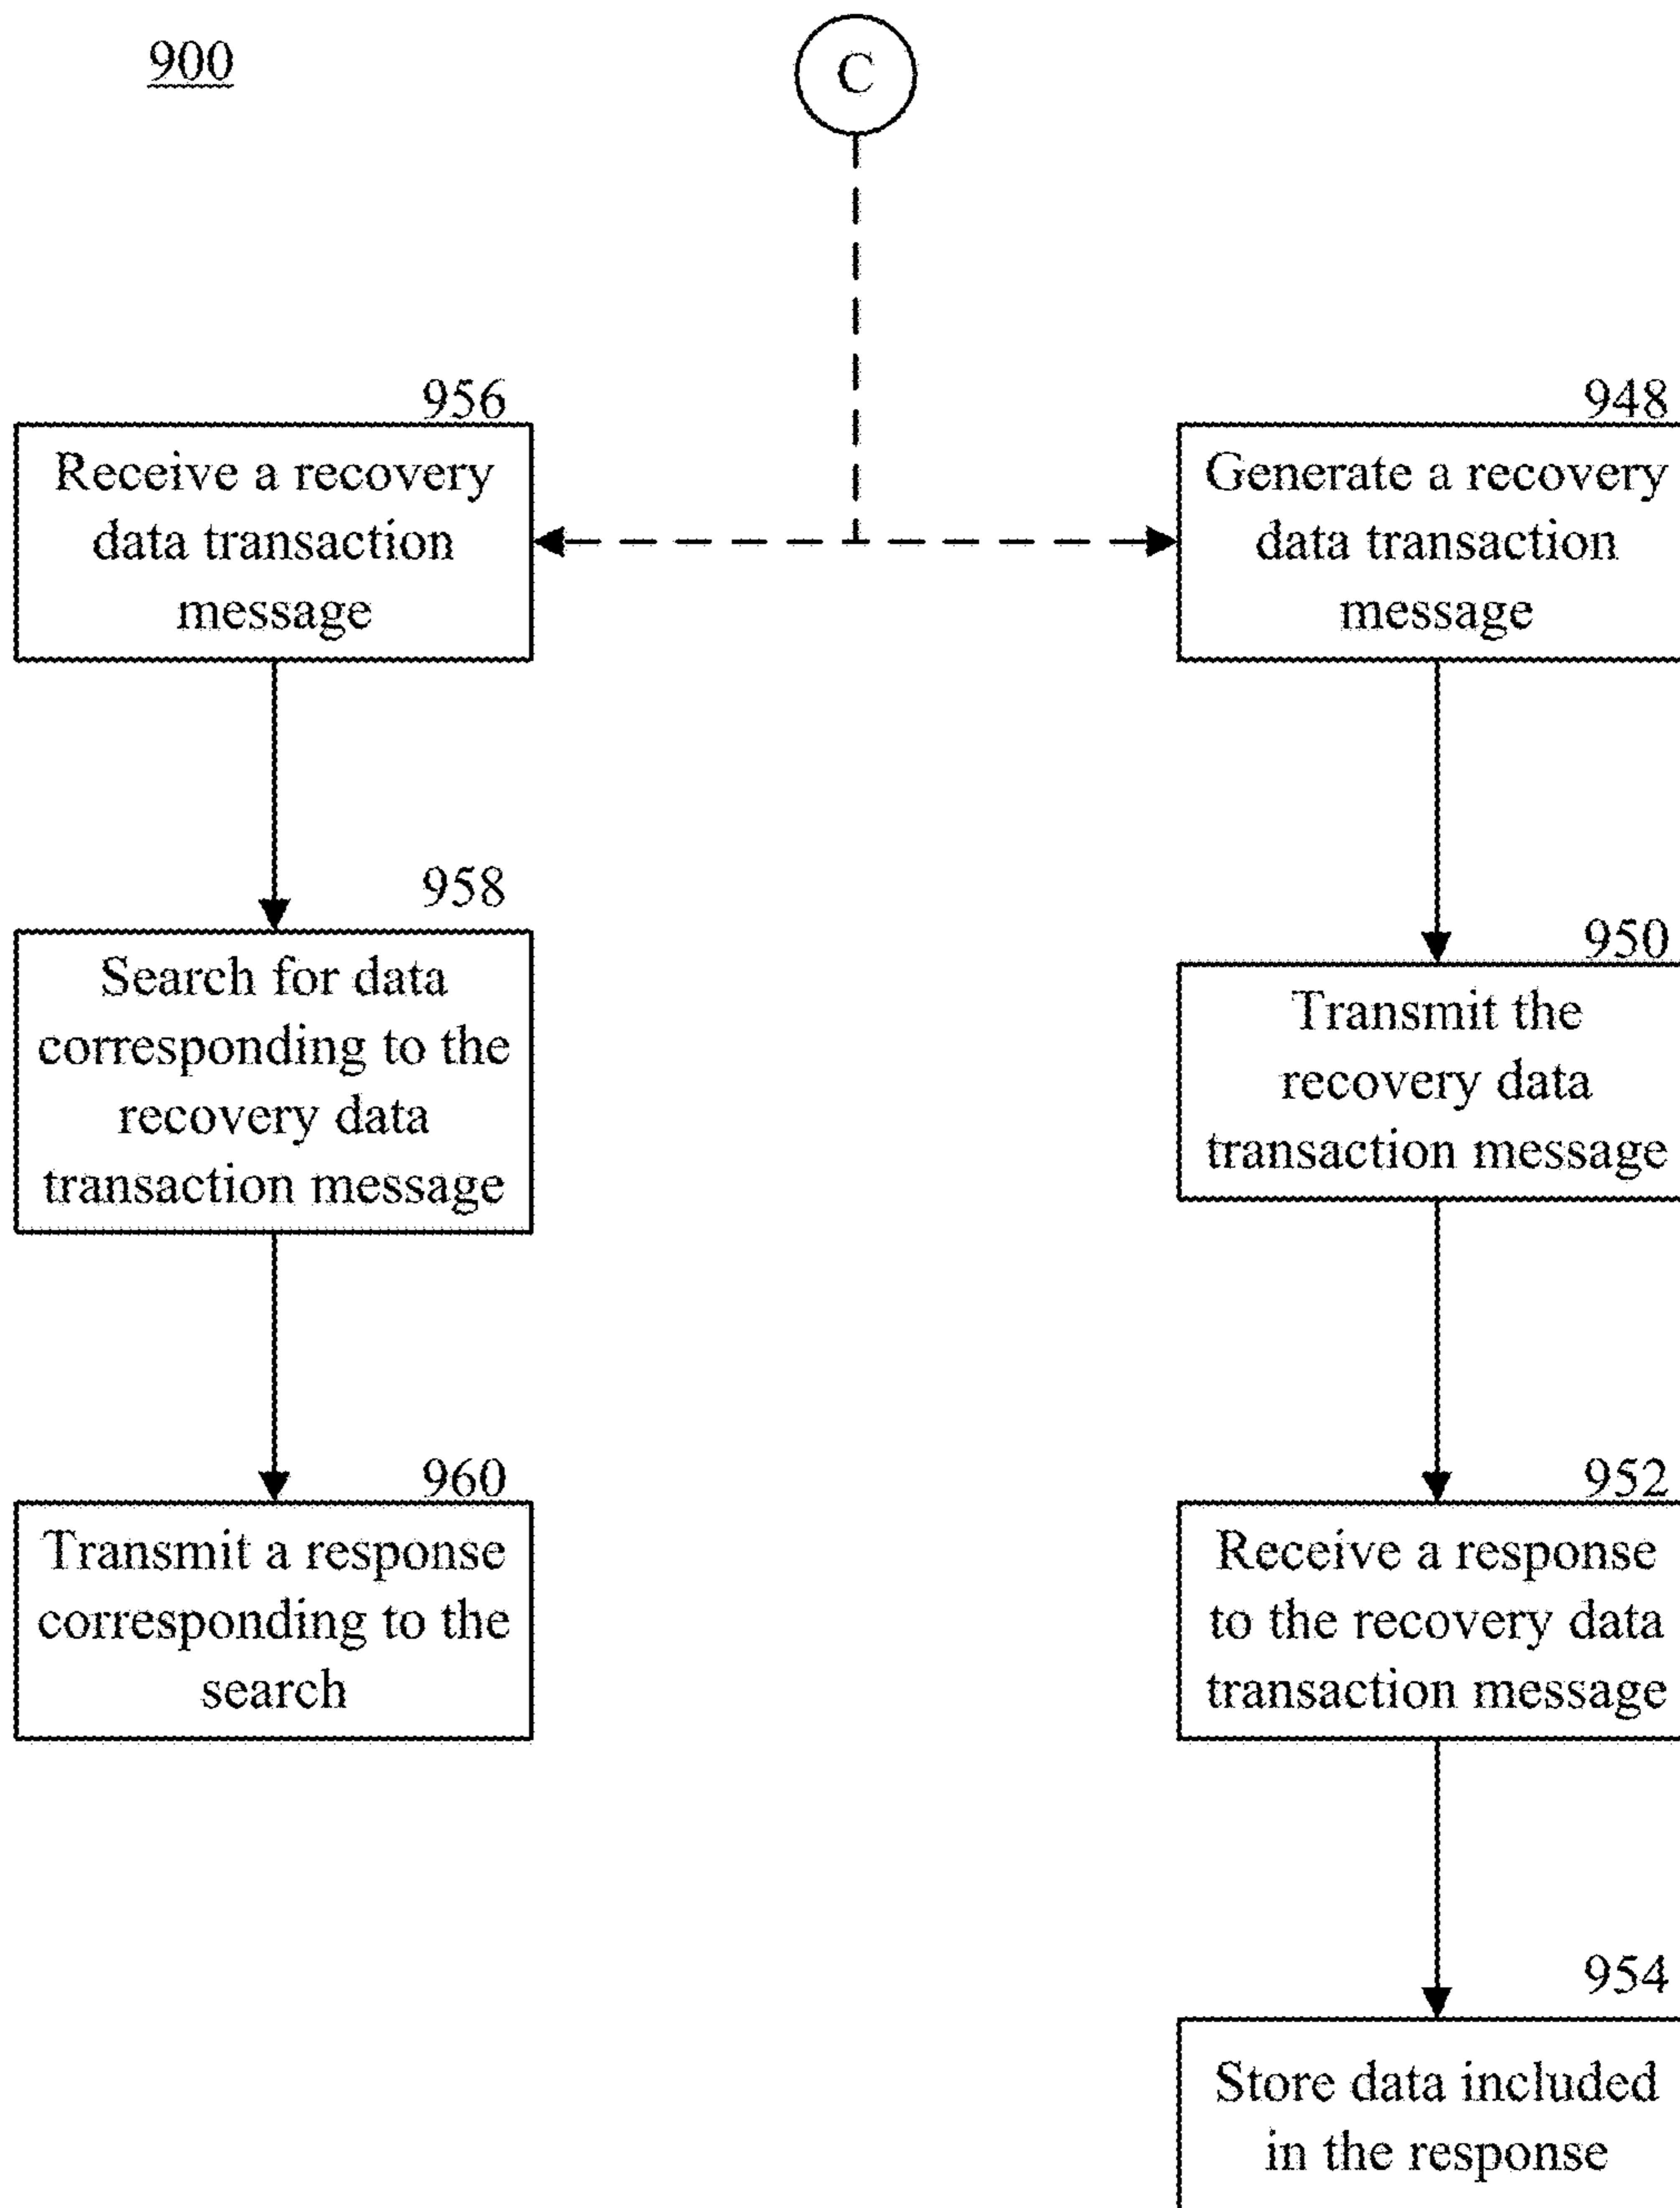 900
C
956
Receive a recovery
data transaction
message
958
Search for data
corresponding to the
recovery data
transaction message
960
Transmit a response
corresponding to the
search
948
Generate a recovery
data transaction
message
950
Transmit the
recovery data
transaction message
952
Receive a response
to the recovery data
transaction message
954
Store data included
in the response